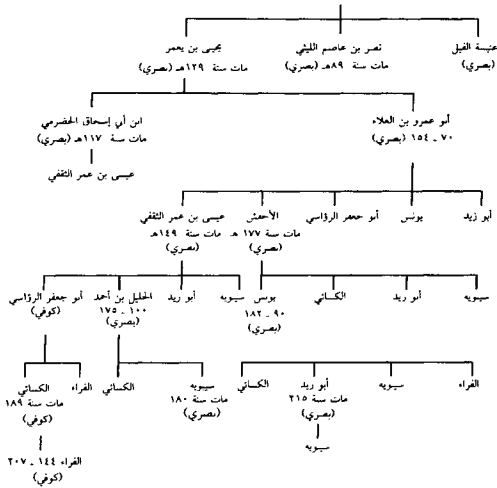 عنبسة الفيل
(بصري)
نصر بن عاصم الليثي
مات سنة ٨٩هـ (بصري)
يحيى بن يعمر
مات سنة ١٢٩هـ (بصري)
أبو عمرو بن العلاء
٧٠ ـ ١٥٤ (بصري)
ابن أبي إسحاق الحضرمي
مات سنة ١١٧هـ (بصري)
عيسى بن عمر الثقفي
أبو زيد
يونس
أبو جعفر الرؤاسي
الأخفش
مات سنة ١٧٧ هـ
(بصري)
عيسى بن عمر الثقفي
مات سنة ١٤٩هـ
(بصري)
سيبويه
أبو زيد
الكسائي
يونس
٩٠ ـ ١٨٢
(بصري)
سيبويه
أبو زيد
الخليل بن أحمد
١٠٠ ـ ١٧٥
(بصري)
أبو جعفر الرؤاسي
(كوفي)
الفراء
سيبويه
أبو زيد
مات سنة ٢١٥
(بصري)
سيبويه
الكسائي
سيبويه
مات سنة ١٨٠
(بصري)
الكسائي
الفراء
الكسائي
مات سنة ١٨٩
(كوفي)
الفراء ١٤٤ ـ ٢٠٧
(كوفي)